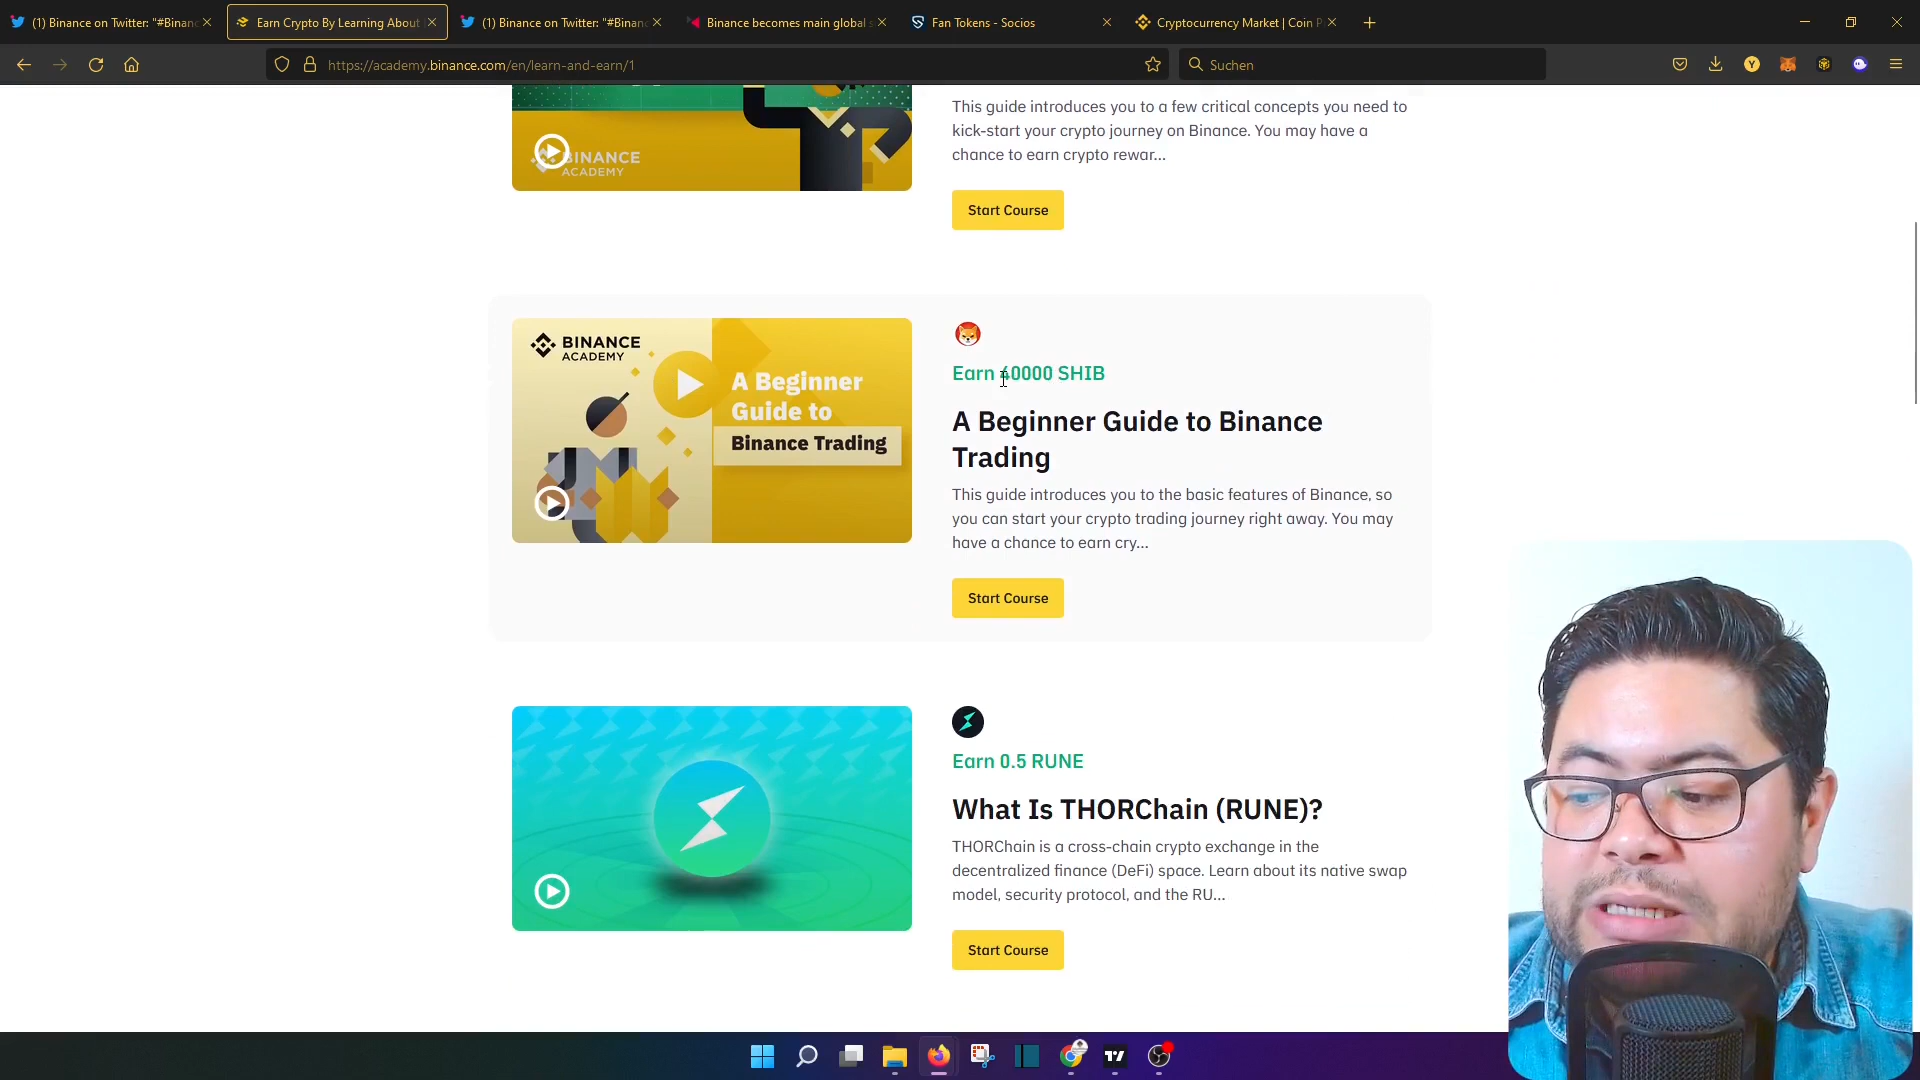 (1) Binance on Twitter: "#Binanc
Earn Crypto By Learning About
(1) Binance on Twitter: "#Binanc
Binance becomes main global s
Fan Tokens - Socios
Cryptocurrency Market | Coin P
https://academy.binance.com/en/learn-and-earn/1
Suchen
BINANCE
ACADEMY
This guide introduces you to a few critical concepts you need to
kick-start your crypto journey on Binance. You may have a
chance to earn crypto rewar...
Start Course
BINANCE
ACADEMY
A Beginner
Guide to
Binance Trading
Earn 40000 SHIB
A Beginner Guide to Binance
Trading
This guide introduces you to the basic features of Binance, so
you can start your crypto trading journey right away. You may
have a chance to earn cry...
Start Course
Earn 0.5 RUNE
What Is THORChain (RUNE)?
THORChain is a cross-chain crypto exchange in the
decentralized finance (DeFi) space. Learn about its native swap
model, security protocol, and the RU...
Start Course